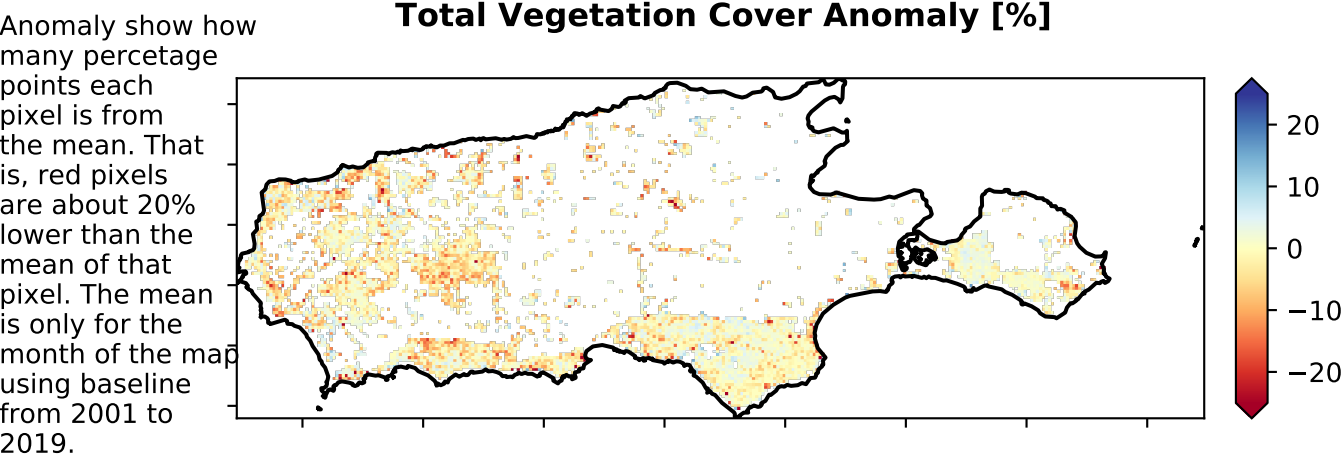 Total Vegetation Cover Anomaly [%]
Anomaly show how
many percetage
points each
pixel is from
the mean. That
is, red pixels
are about 20%
lower than the
mean of that
pixel. The mean
is only for the
month of the map
using baseline
from 2001 to
2019.
20
10
0
−10
−20